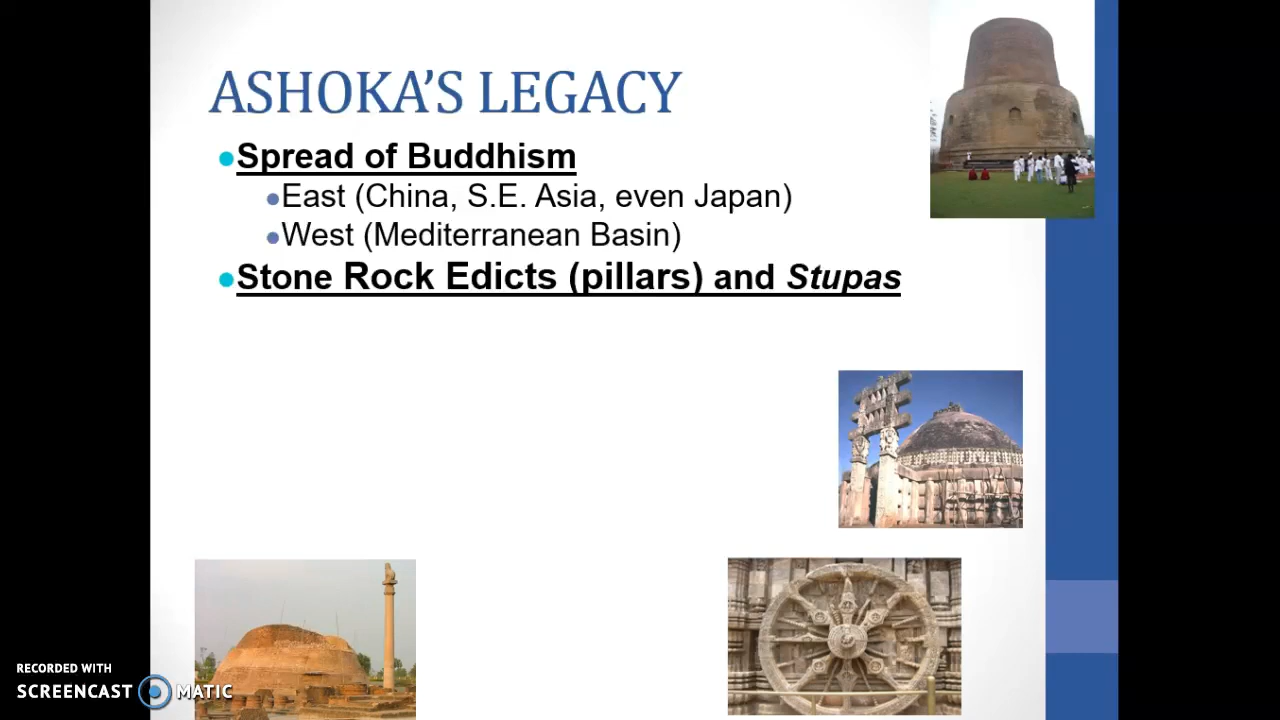 ASHOKA'S LEGACY
Spread of Buddhism
East (China, S.E. Asia, even Japan)
West (Mediterranean Basin)
Stone Rock Edicts (pillars) and Stupas
RECORDED WITH
SCREENCAST MATIC